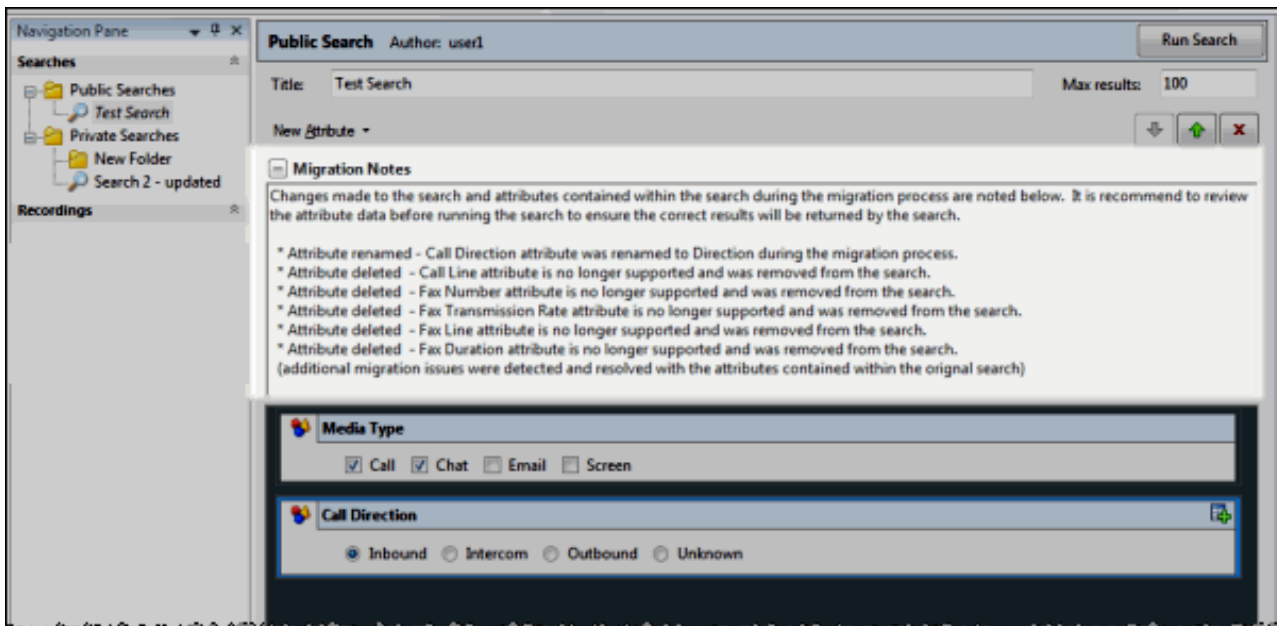 Navigation Pane
Searches
Public Searches
Test Search
Private Searches
New Folder
Search 2 - updated
Recordings
Public Search Author: user1
Run Search
Title: Test Search
Max results: 100
New Attribute
Migration Notes
Changes made to the search and attributes contained within the search during the migration process are noted below. It is recommend to review
the attribute data before running the search to ensure the correct results will be returned by the search.
* Attribute renamed - Call Direction attribute was renamed to Direction during the migration process.
* Attribute deleted - Call Line attribute is no longer supported and was removed from the search.
* Attribute deleted - Fax Number attribute is no longer supported and was removed from the search.
* Attribute deleted - Fax Transmission Rate attribute is no longer supported and was removed from the search.
* Attribute deleted - Fax Line attribute is no longer supported and was removed from the search.
* Attribute deleted - Fax Duration attribute is no longer supported and was removed from the search.
(additional migration issues were detected and resolved with the attributes contained within the orignal search)
Media Type
Call Chat Email Screen
Call Direction
Inbound Intercom Outbound Unknown